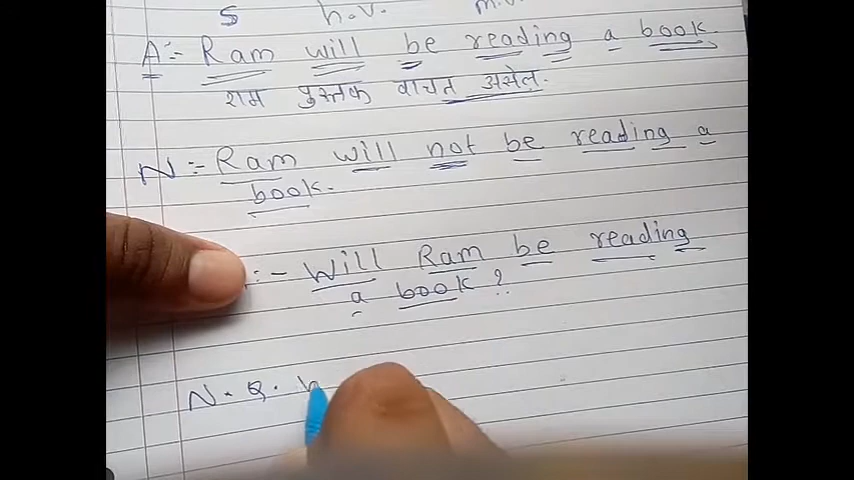 S h.v. m.v.
A:- Ram will be reading a book.
राम पुस्तक वाचत असेल.
N:- Ram will not be reading a
book.
:- Will Ram be reading
a book?
N. Q.